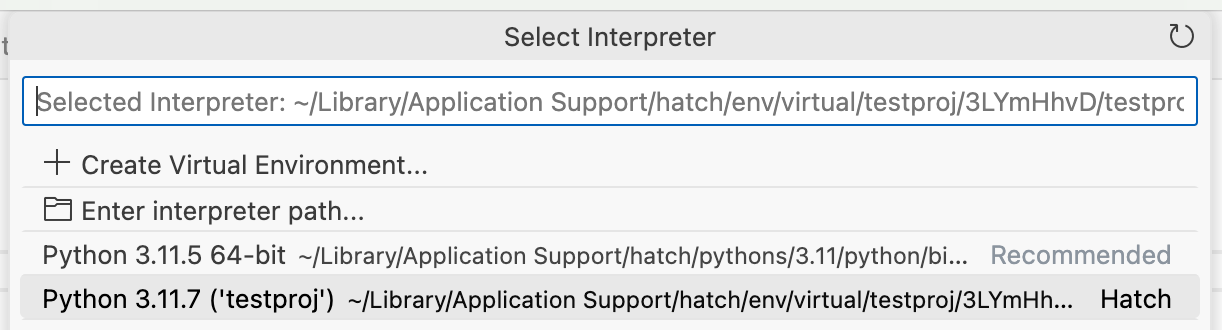 Select Interpreter
Selected Interpreter: ~/Library/Application Support/hatch/env/virtual/testproj/3LYmHhvD/testprc
+ Create Virtual Environment...
Enter interpreter path...
Python 3.11.5 64-bit ~/Library/Application Support/hatch/pythons/3.11/python/bi... Recommended
Python 3.11.7 ('testproj') ~/Library/Application Support/hatch/env/virtual/testproj/3LYmHh... Hatch